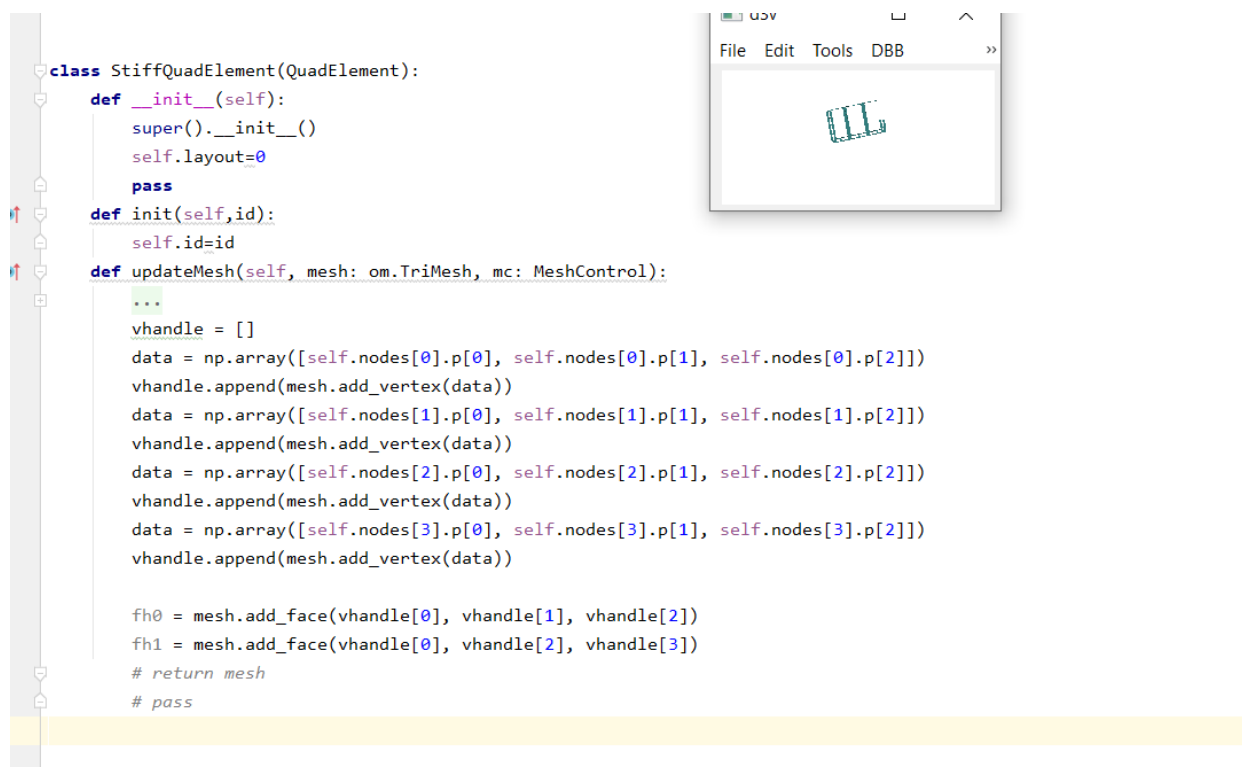 d3v
File Edit Tools DBB »
class StiffQuadElement(QuadElement):
def __init__(self):
super().__init__()
self.layout=0
pass
def init(self,id):
self.id=id
def updateMesh(self, mesh: om.TriMesh, mc: MeshControl):
...
vhandle = []
data = np.array([self.nodes[0].p[0], self.nodes[0].p[1], self.nodes[0].p[2]])
vhandle.append(mesh.add_vertex(data))
data = np.array([self.nodes[1].p[0], self.nodes[1].p[1], self.nodes[1].p[2]])
vhandle.append(mesh.add_vertex(data))
data = np.array([self.nodes[2].p[0], self.nodes[2].p[1], self.nodes[2].p[2]])
vhandle.append(mesh.add_vertex(data))
data = np.array([self.nodes[3].p[0], self.nodes[3].p[1], self.nodes[3].p[2]])
vhandle.append(mesh.add_vertex(data))
fh0 = mesh.add_face(vhandle[0], vhandle[1], vhandle[2])
fh1 = mesh.add_face(vhandle[0], vhandle[2], vhandle[3])
# return mesh
# pass